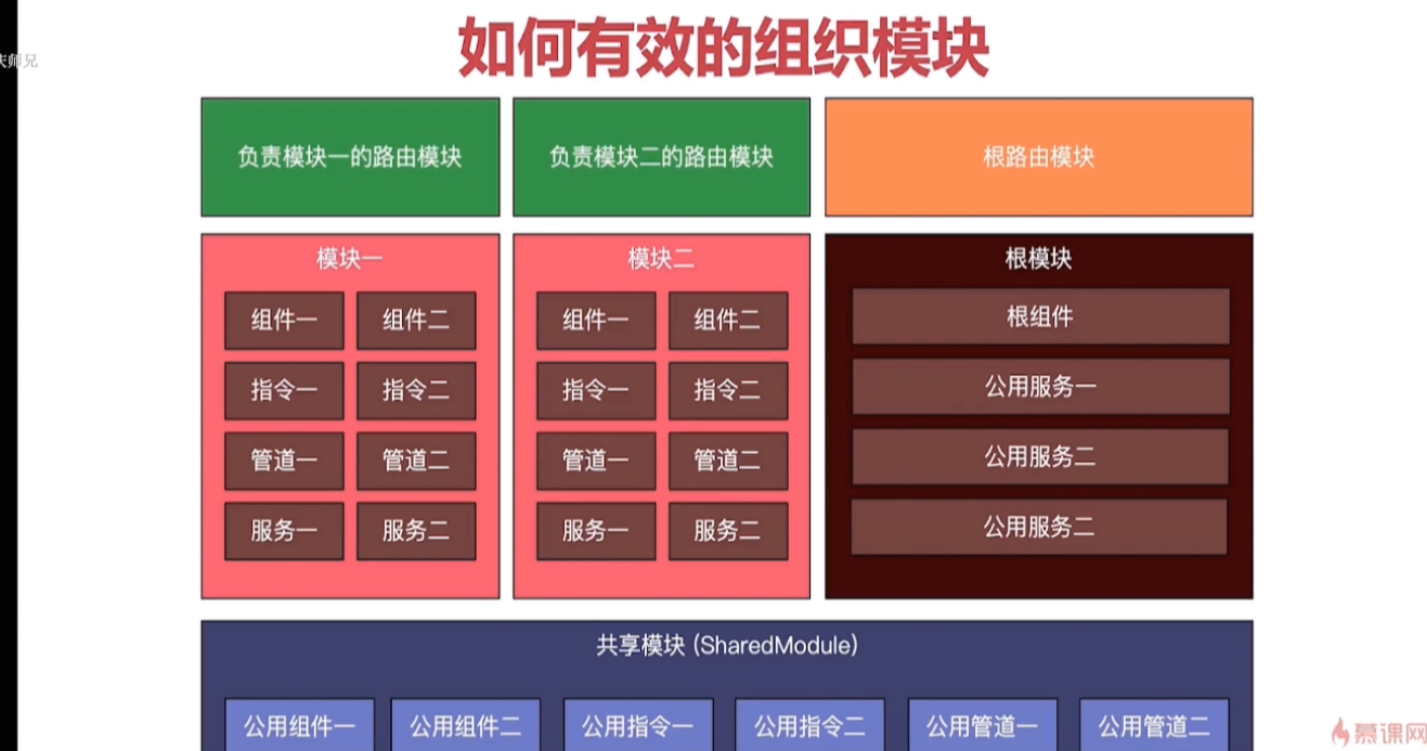 如何有效的组织模块
师兄
负责模块一的路由模块
负责模块二的路由模块
根路由模块
模块一
组件一 组件二
指令一 指令二
管道一 管道二
服务一 服务二
模块二
组件一 组件二
指令一 指令二
管道一 管道二
服务一 服务二
根模块
根组件
公用服务一
公用服务二
公用服务二
共享模块 (SharedModule)
公用组件一 公用组件二 公用指令一 公用指令二 公用管道一 公用管道二
慕课网